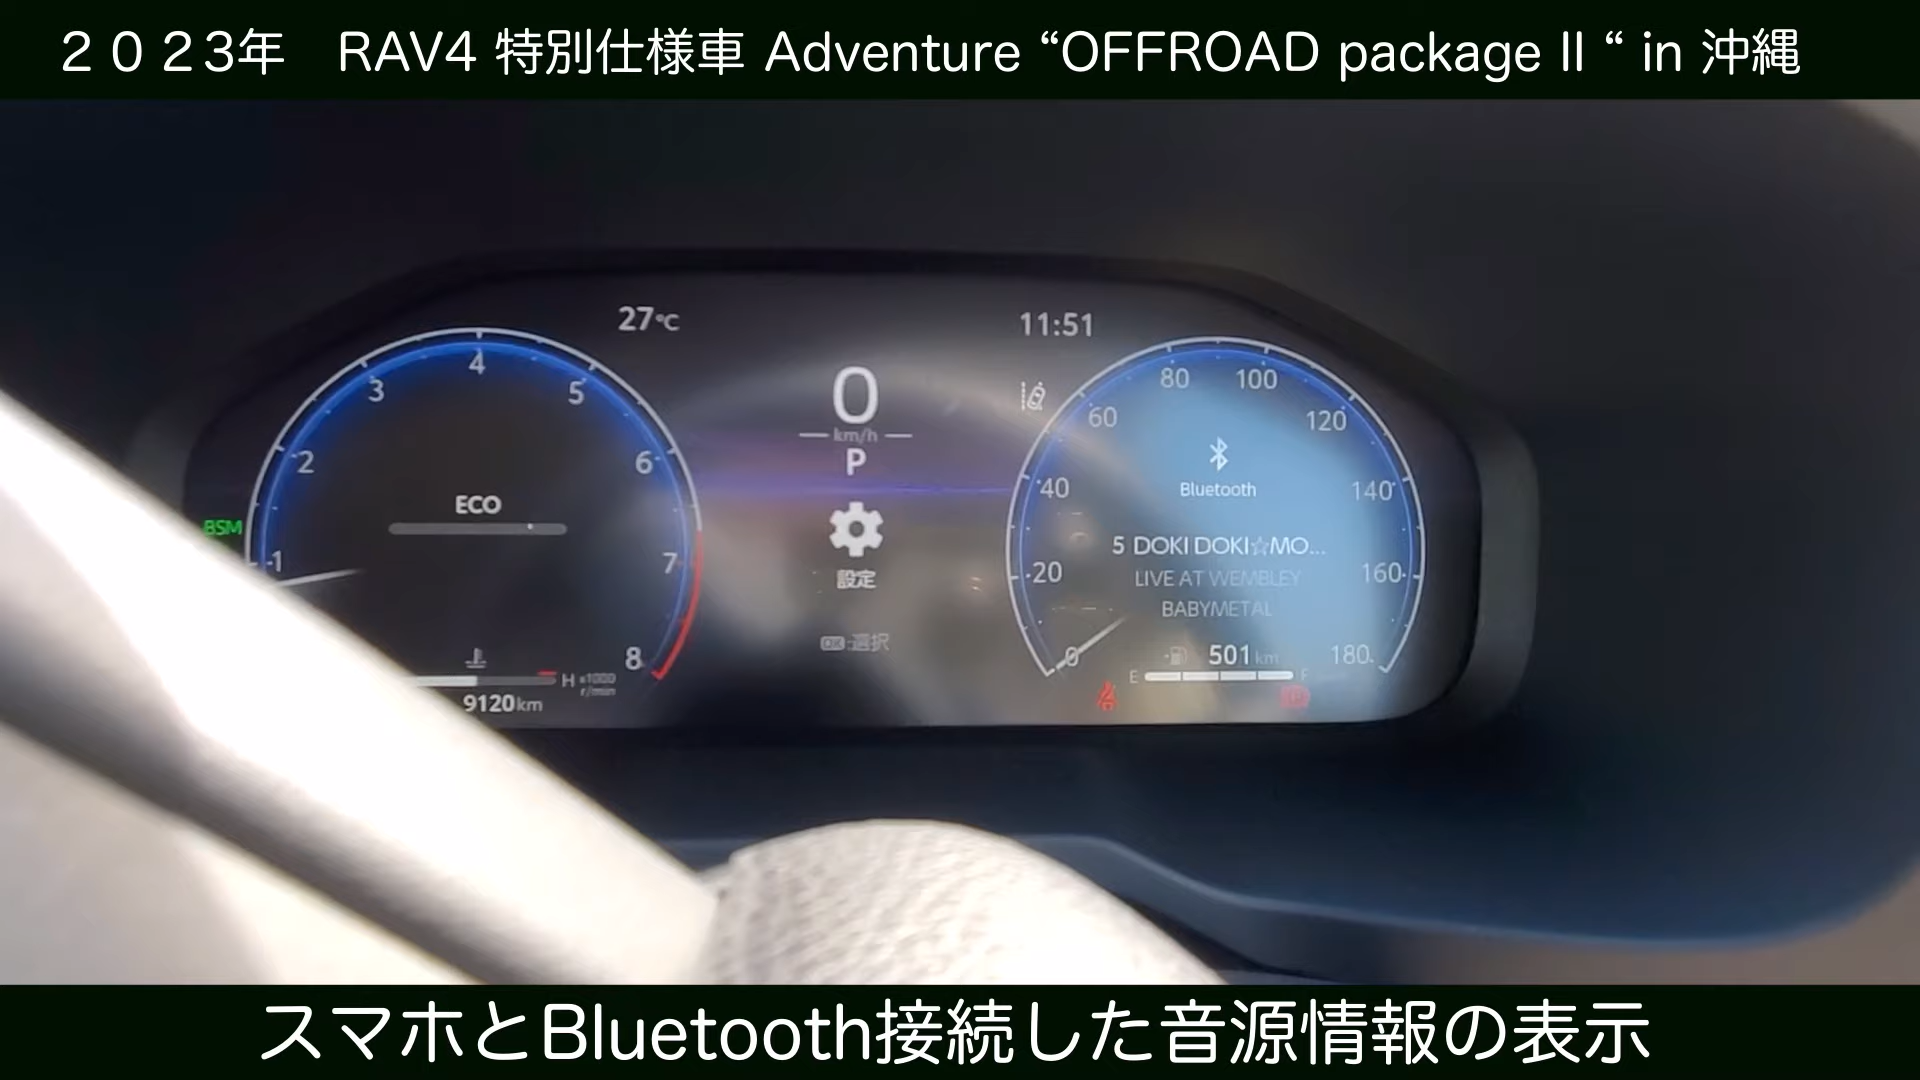 ２０２3年　RAV4 特別仕様車 Adventure “OFFROAD package II “ in 沖縄
27℃
11:51
1
2
3
4
5
6
7
8
ECO
BSM
H x1000
r/min
9120km
0
km/h
P
設定
OK:選択
0
20
40
60
80
100
120
140
160
180
Bluetooth
5 DOKI DOKI☆MO...
LIVE AT WEMBLEY
BABYMETAL
501 km
E F
スマホとBluetooth接続した音源情報の表示